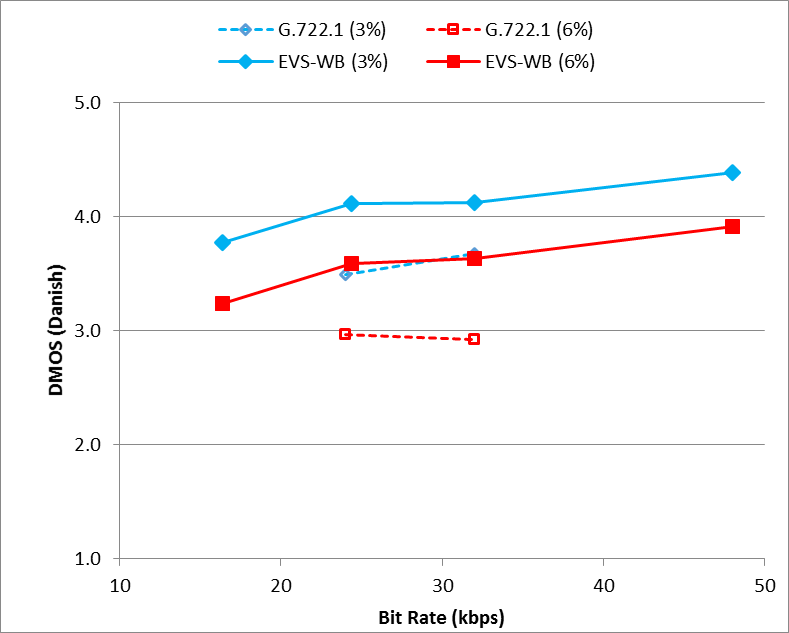 G.722.1 (3%) G.722.1 (6%)
EVS-WB (3%) EVS-WB (6%)
5.0
4.0
3.0
2.0
1.0
DMOS (Danish)
10 20 30 40 50
Bit Rate (kbps)